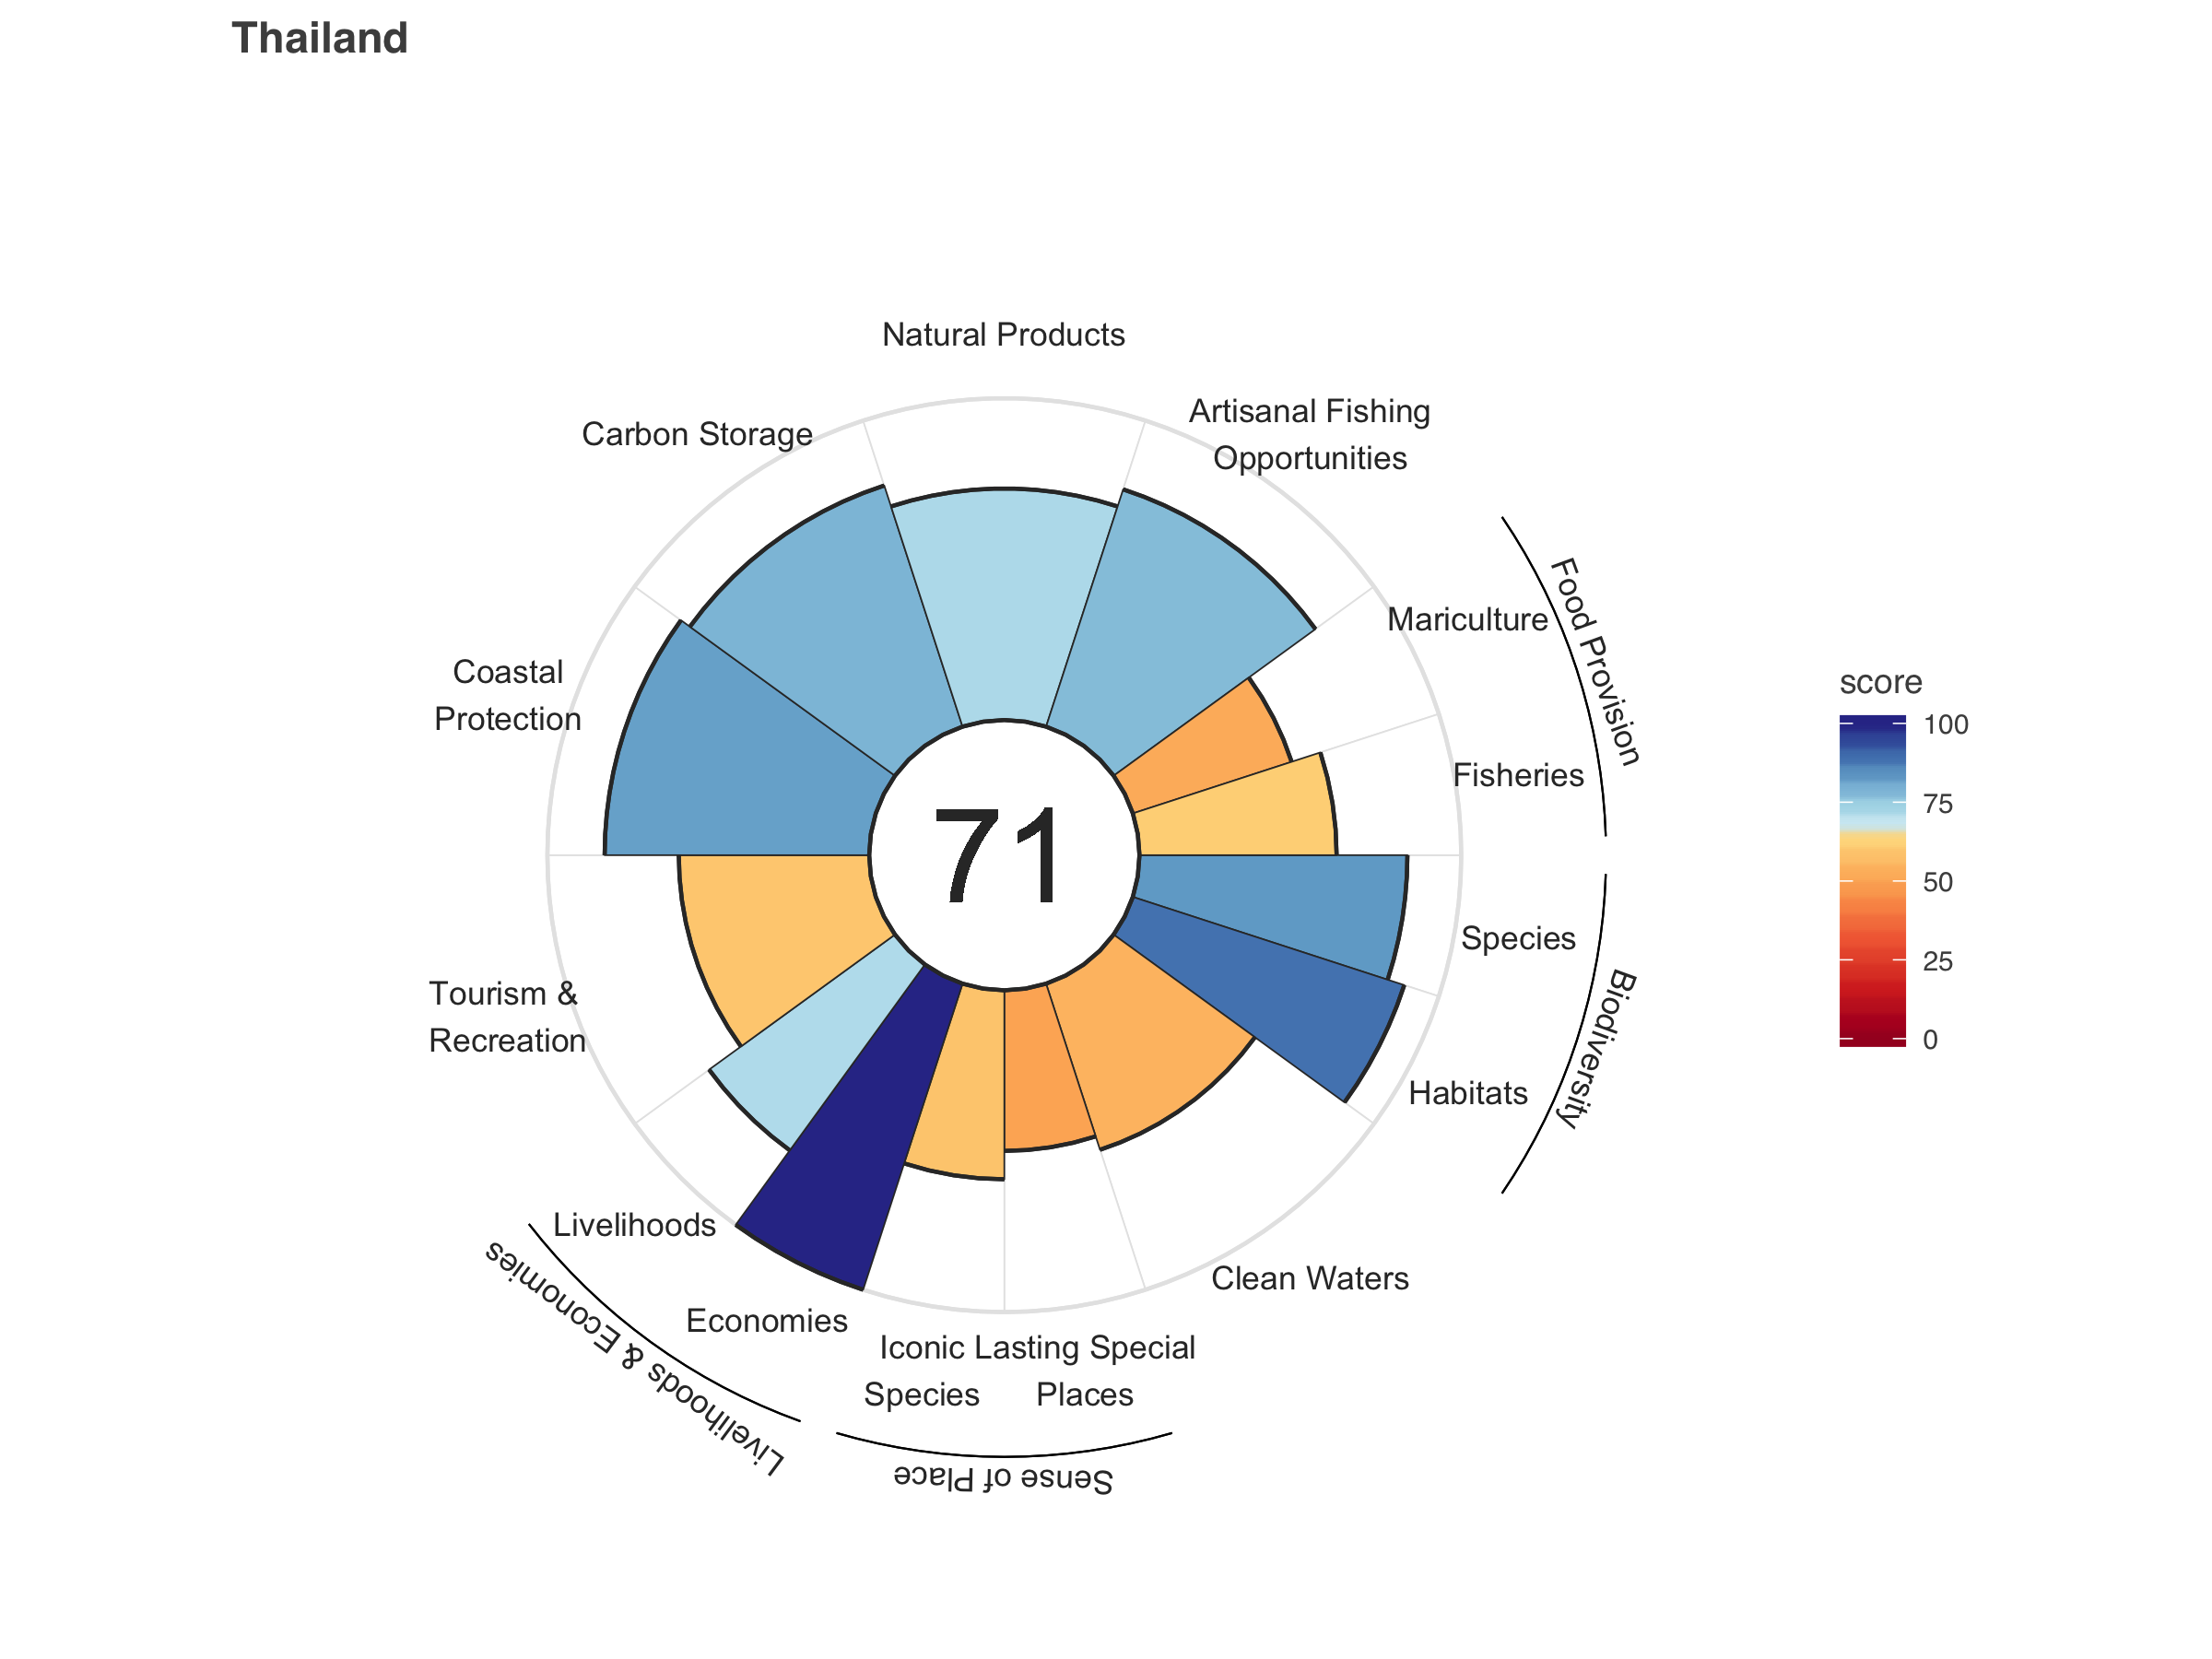 Thailand
Natural Products
Artisanal Fishing
Opportunities
Carbon Storage
Mariculture
Food Provision
Coastal
Protection
Fisheries
score
100
75
50
25
0
71
Species
Biodiversity
Habitats
Tourism &
Recreation
Livelihoods
Clean Waters
Economies
Livelihoods & Economies
Iconic
Species
Lasting Special
Places
Sense of Place